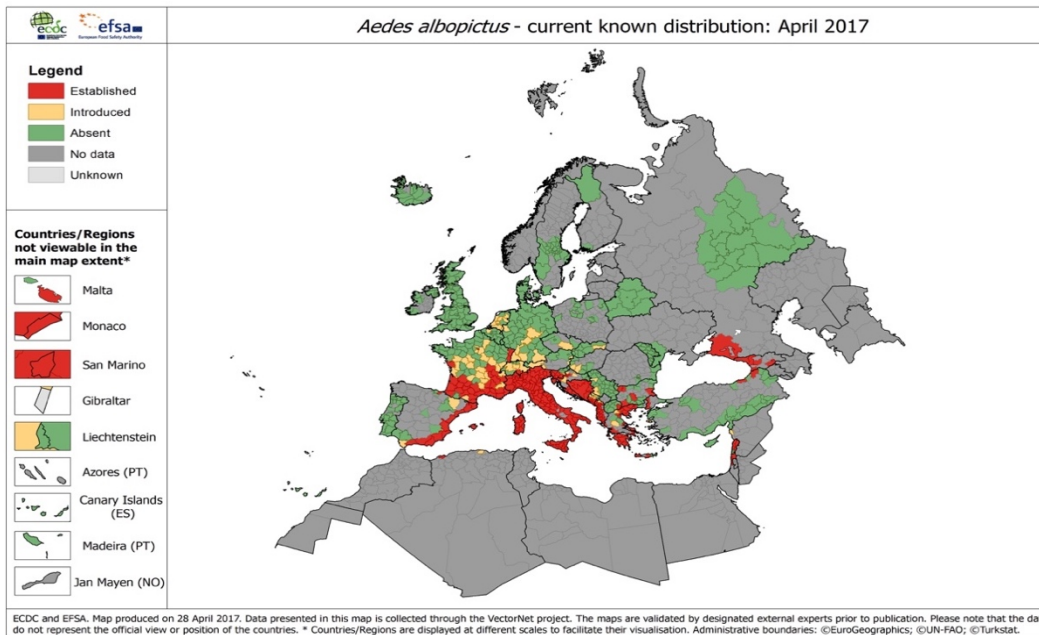 ecdc
efsa
European Food Safety Authority
Aedes albopictus - current known distribution: April 2017
Legend
Established
Introduced
Absent
No data
Unknown
Countries/Regions
not viewable in the
main map extent*
Malta
Monaco
San Marino
Gibraltar
Liechtenstein
Azores (PT)
Canary Islands
(ES)
Madeira (PT)
Jan Mayen (NO)
ECDC and EFSA. Map produced on 28 April 2017. Data presented in this map is collected through the VectorNet project. The maps are validated by designated external experts prior to publication. Please note that the da
do not represent the official view or position of the countries. * Countries/Regions are displayed at different scales to facilitate their visualisation. Administrative boundaries: ©EuroGeographics; ©UN-FAO; ©Turkstat.